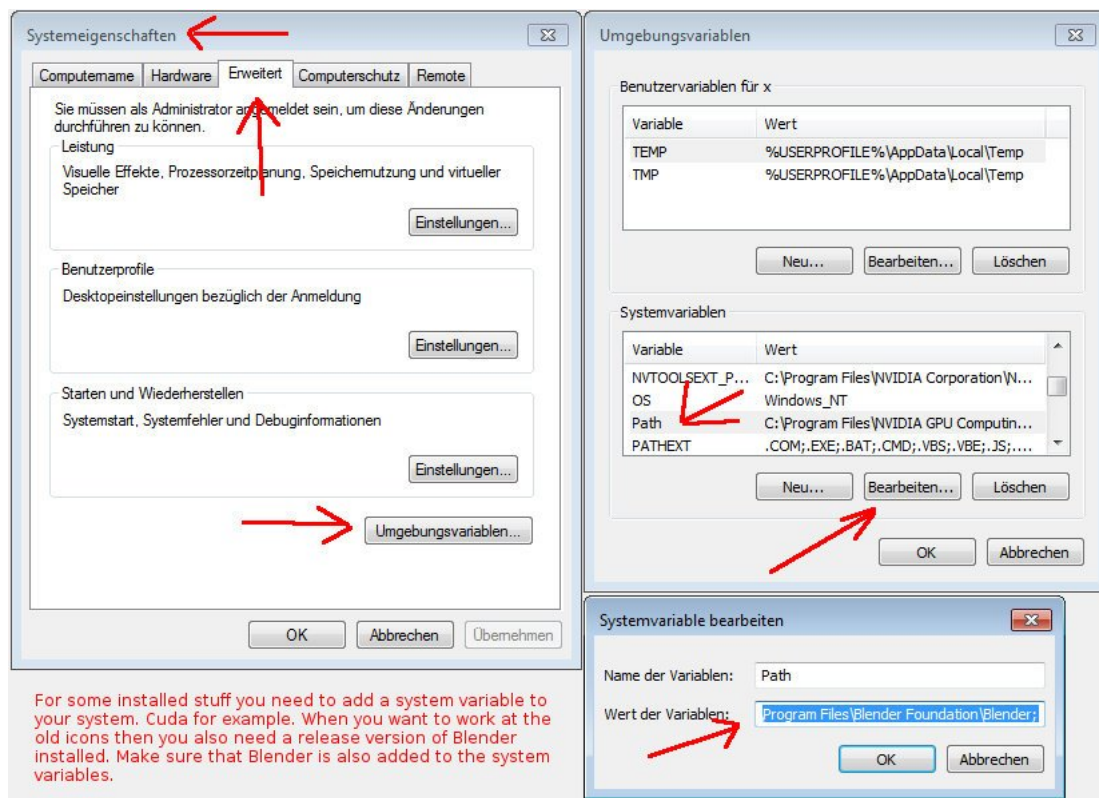 Systemeigenschaften
Computername Hardware Erweitert Computerschutz Remote
Sie müssen als Administrator angemeldet sein, um diese Änderungen
durchführen zu können.
Leistung
Visuelle Effekte, Prozessorzeitplanung, Speichernutzung und virtueller
Speicher
Einstellungen...
Benutzerprofile
Desktopeinstellungen bezüglich der Anmeldung
Einstellungen...
Starten und Wiederherstellen
Systemstart, Systemfehler und Debuginformationen
Einstellungen...
Umgebungsvariablen...
OK Abbrechen Übernehmen
For some installed stuff you need to add a system variable to
your system. Cuda for example. When you want to work at the
old icons then you also need a release version of Blender
installed. Make sure that Blender is also added to the system
variables.
Umgebungsvariablen
Benutzervariablen für x
Variable Wert
TEMP %USERPROFILE%\AppData\Local\Temp
TMP %USERPROFILE%\AppData\Local\Temp
Neu... Bearbeiten... Löschen
Systemvariablen
Variable Wert
NVTOOLSEXT_P... C:\Program Files\NVIDIA Corporation\N...
OS Windows_NT
Path C:\Program Files\NVIDIA GPU Computin...
PATHEXT .COM;.EXE;.BAT;.CMD;.VBS;.VBE;.JS;....
Neu... Bearbeiten... Löschen
OK Abbrechen
Systemvariable bearbeiten
Name der Variablen: Path
Wert der Variablen: Program Files\Blender Foundation\Blender;
OK Abbrechen